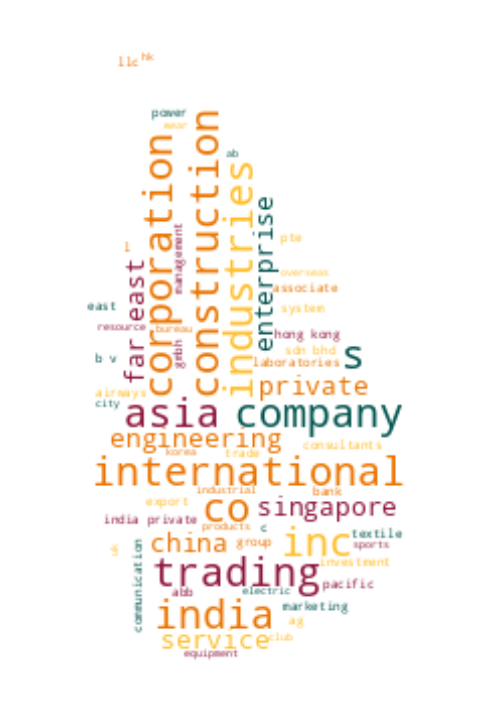 llc hk
power
wear
corporation
construction
ab
industries
enterprise
far east
management
l
pte
overseas
associate
east
system
resource
bureau
hong kong
gmbh
b v
sdn bhd
s
laboratories
private
airways
city
asia company
engineering
consultants
korea
trade
international
industrial
bank
export
co
singapore
india private
products
c
textile
china
group
inc
sports
investment
trading
pacific
communication
abb
electric
india
marketing
ag
service
club
equipment